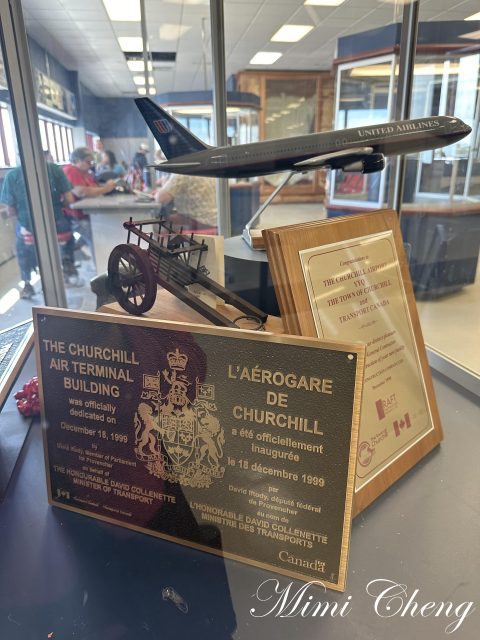 UNITED AIRLINES
Congratulations to
THE CHURCHILL AIRPORT
YYQ
THE TOWN OF CHURCHILL
and
TRANSPORT CANADA
THE CHURCHILL
AIR TERMINAL
BUILDING
was officially
dedicated on
December 18, 1999
by
David Iftody, Member of Parliament
for Provencher
on behalf of
THE HONOURABLE DAVID COLLENETTE
MINISTER OF TRANSPORT
L'AÉROGARE
DE
CHURCHILL
a été officiellement
inaugurée
le 18 décembre 1999
par
David Iftody, député fédéral
de Provencher
au nom de
L'HONORABLE DAVID COLLENETTE
MINISTRE DES TRANSPORTS
Canada
Mimi Cheng